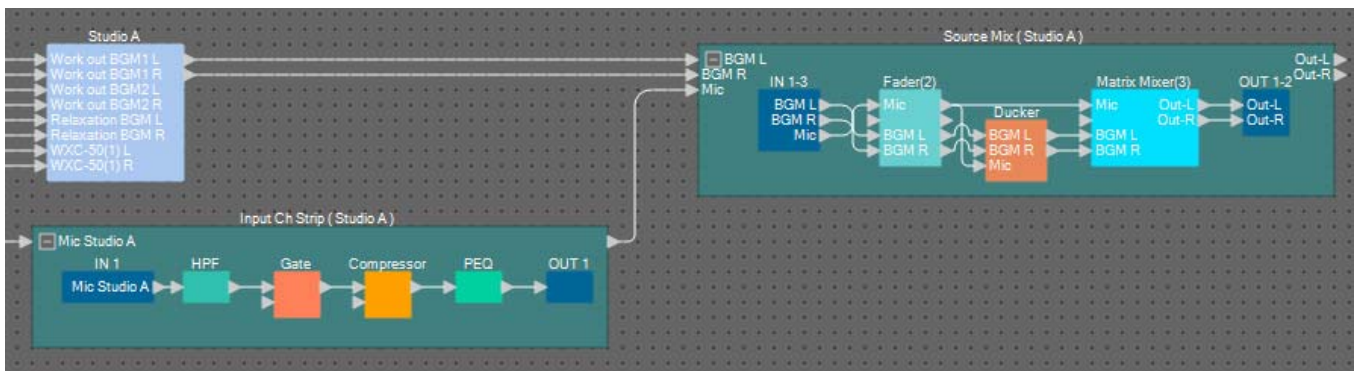 Studio A
Work out BGM1 L
Work out BGM1 R
Work out BGM2 L
Work out BGM2 R
Relaxation BGM L
Relaxation BGM R
WXC-50(1) L
WXC-50(1) R
Source Mix ( Studio A )
BGM L
BGM R
Mic
Out-L
Out-R
IN 1-3
BGM L
BGM R
Mic
Fader(2)
Mic
BGM L
BGM R
Ducker
BGM L
BGM R
Mic
Matrix Mixer(3)
Mic
Out-L
Out-R
BGM L
BGM R
OUT 1-2
Out-L
Out-R
Input Ch Strip ( Studio A )
Mic Studio A
IN 1
Mic Studio A
HPF
Gate
Compressor
PEQ
OUT 1